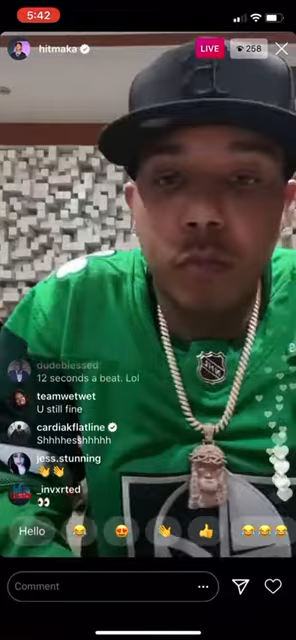 5:42
hitmaka
LIVE
258
dudeblessed
12 seconds a beat. Lol
teamwetwet
U still fine
cardiakflatline
Shhhhesshhhhh
jess.stunning
_invxrted
Hello
Comment
NHL